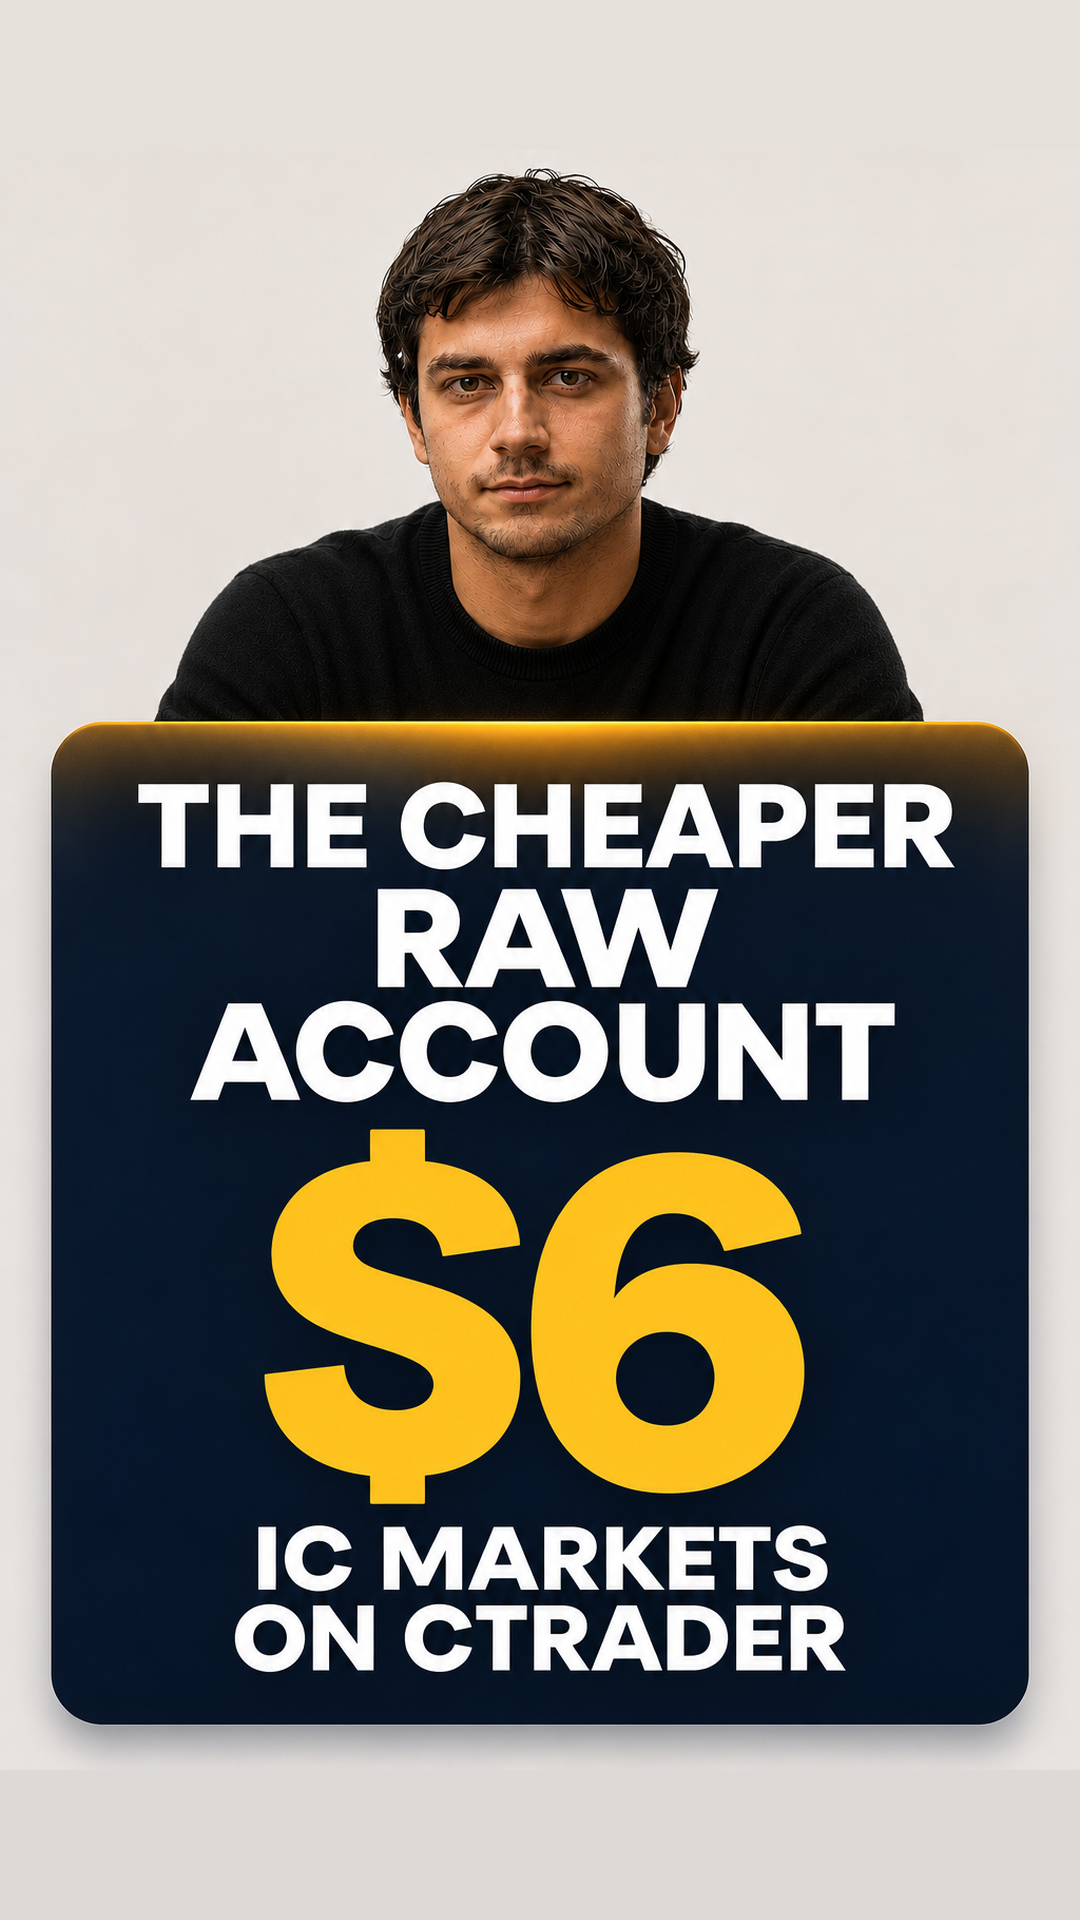 THE CHEAPER
RAW
ACCOUNT
$6
IC MARKETS
ON CTRADER